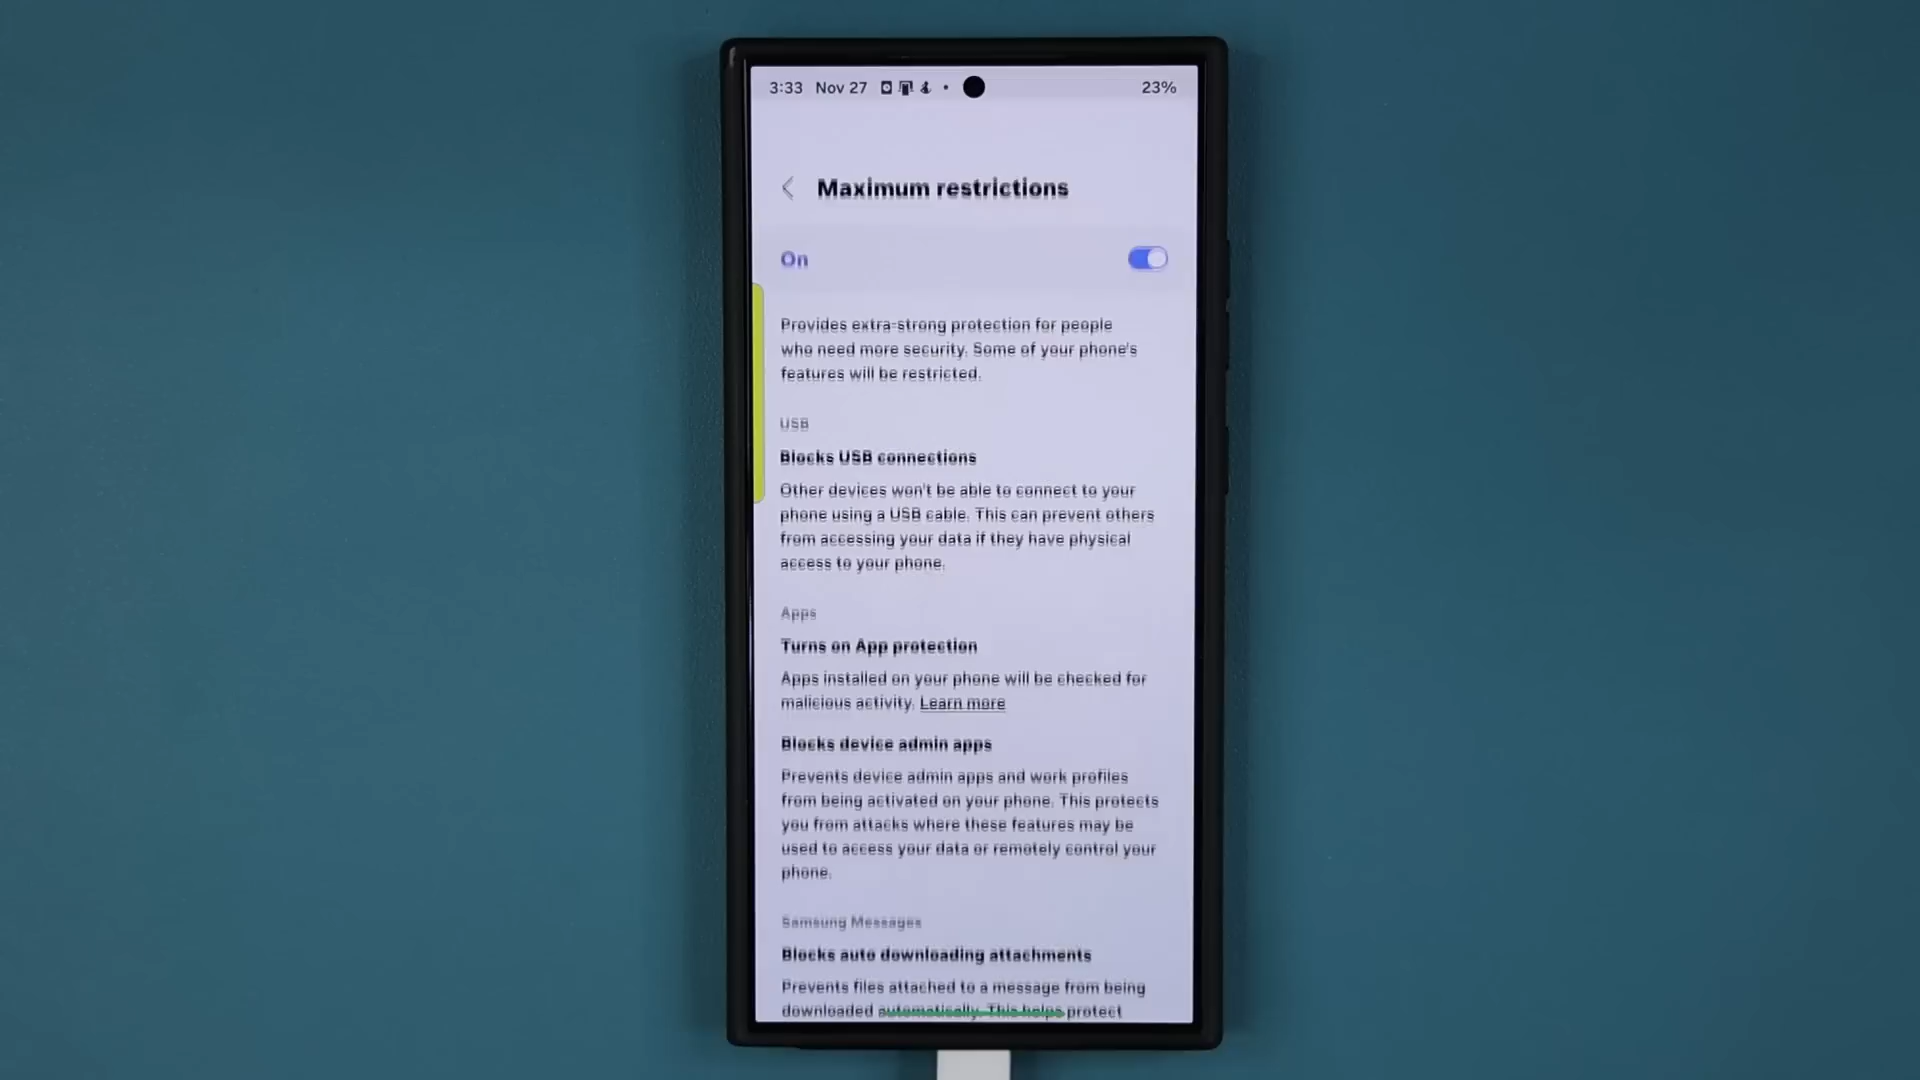 3:33 Nov 27 23%
Maximum restrictions
On
Provides extra-strong protection for people
who need more security. Some of your phone's
features will be restricted.
USB
Blocks USB connections
Other devices won't be able to connect to your
phone using a USB cable. This can prevent others
from accessing your data if they have physical
access to your phone.
Apps
Turns on App protection
Apps installed on your phone will be checked for
malicious activity. Learn more
Blocks device admin apps
Prevents device admin apps and work profiles
from being activated on your phone. This protects
you from attacks where these features may be
used to access your data or remotely control your
phone.
Samsung Messages
Blocks auto downloading attachments
Prevents files attached to a message from being
downloaded automatically. This helps protect